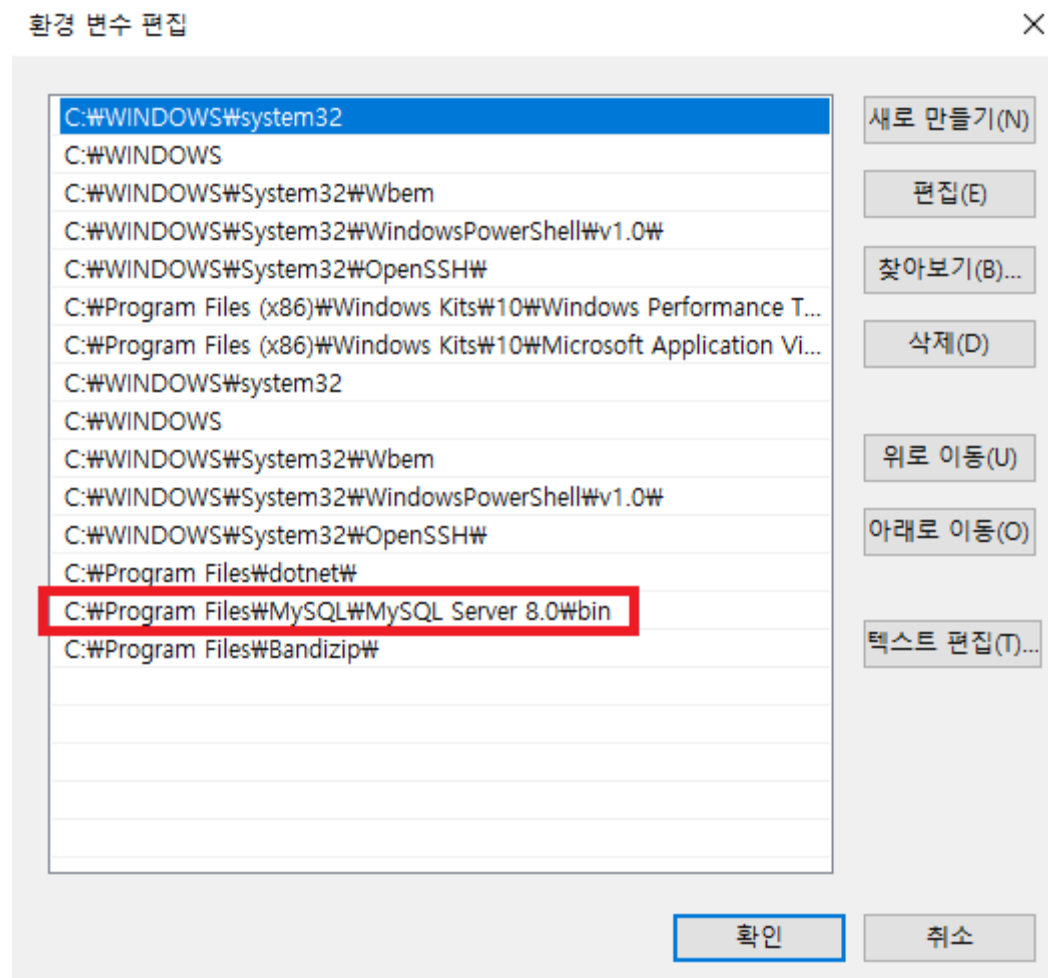 환경 변수 편집
C:₩WINDOWS₩system32
C:₩WINDOWS
C:₩WINDOWS₩System32₩Wbem
C:₩WINDOWS₩System32₩WindowsPowerShell₩v1.0₩
C:₩WINDOWS₩System32₩OpenSSH₩
C:₩Program Files (x86)₩Windows Kits₩10₩Windows Performance T...
C:₩Program Files (x86)₩Windows Kits₩10₩Microsoft Application Vi...
C:₩WINDOWS₩system32
C:₩WINDOWS
C:₩WINDOWS₩System32₩Wbem
C:₩WINDOWS₩System32₩WindowsPowerShell₩v1.0₩
C:₩WINDOWS₩System32₩OpenSSH₩
C:₩Program Files₩dotnet₩
C:₩Program Files₩MySQL₩MySQL Server 8.0₩bin
C:₩Program Files₩Bandizip₩
새로 만들기(N)
편집(E)
찾아보기(B)...
삭제(D)
위로 이동(U)
아래로 이동(O)
텍스트 편집(T)...
확인
취소